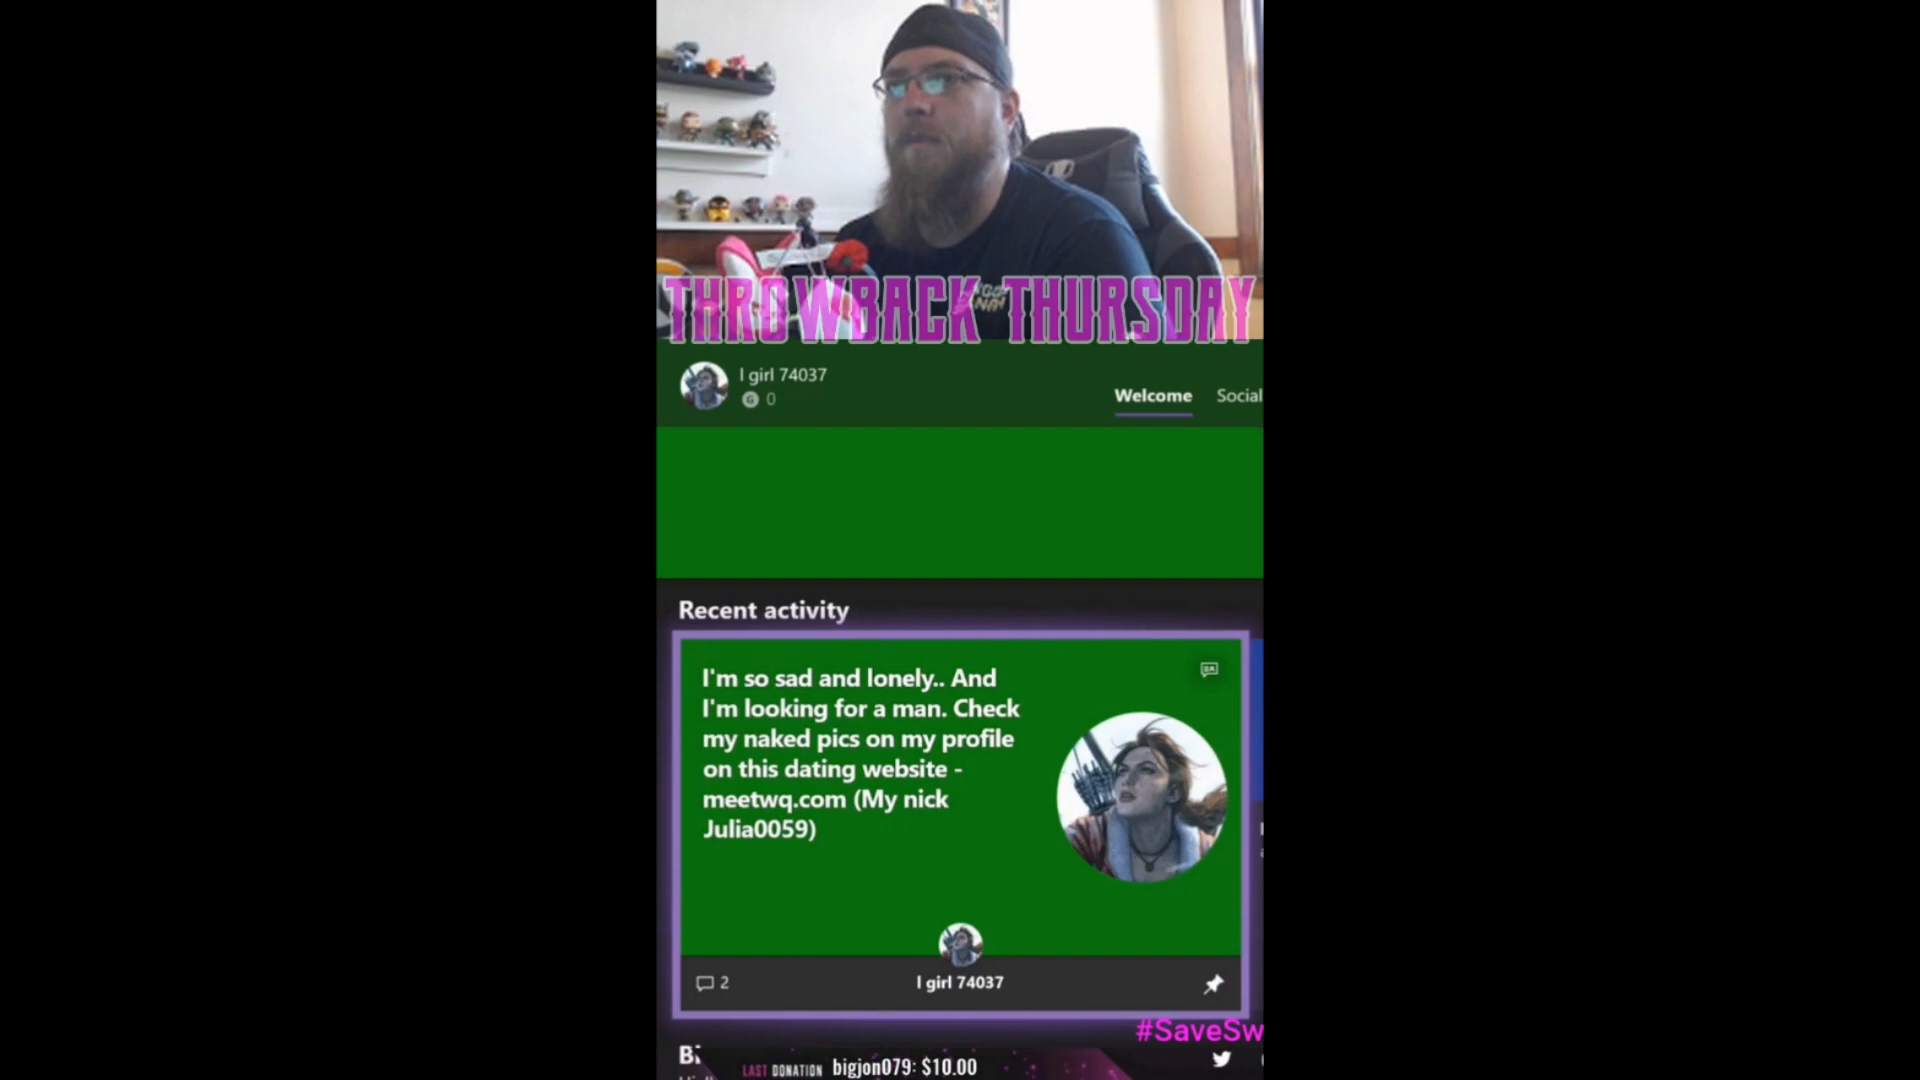 THROWBACK THURSDAY
I girl 74037
G 0
Welcome Social
Recent activity
I'm so sad and lonely.. And
I'm looking for a man. Check
my naked pics on my profile
on this dating website -
meetwq.com (My nick
Julia0059)
2
I girl 74037
#SaveSw
LAST DONATION bigjon079: $10.00